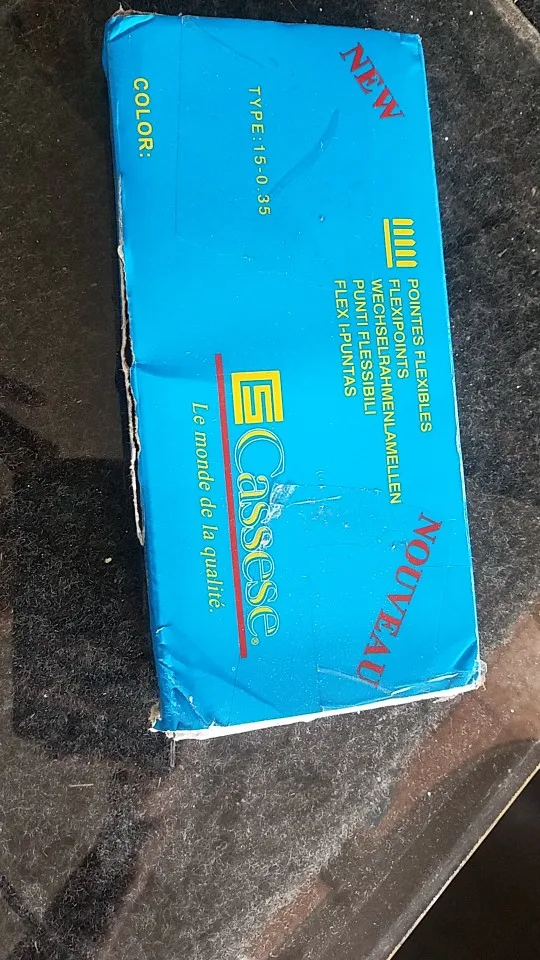 NEW
NOUVEAU
POINTES FLEXIBLES
FLEXIPOINTS
WECHSELRAHMENLAMELLEN
PUNTI FLESSIBILI
FLEX I-PUNTAS
TYPE:15-0.35
Cassese®
Le monde de la qualité.
COLOR: